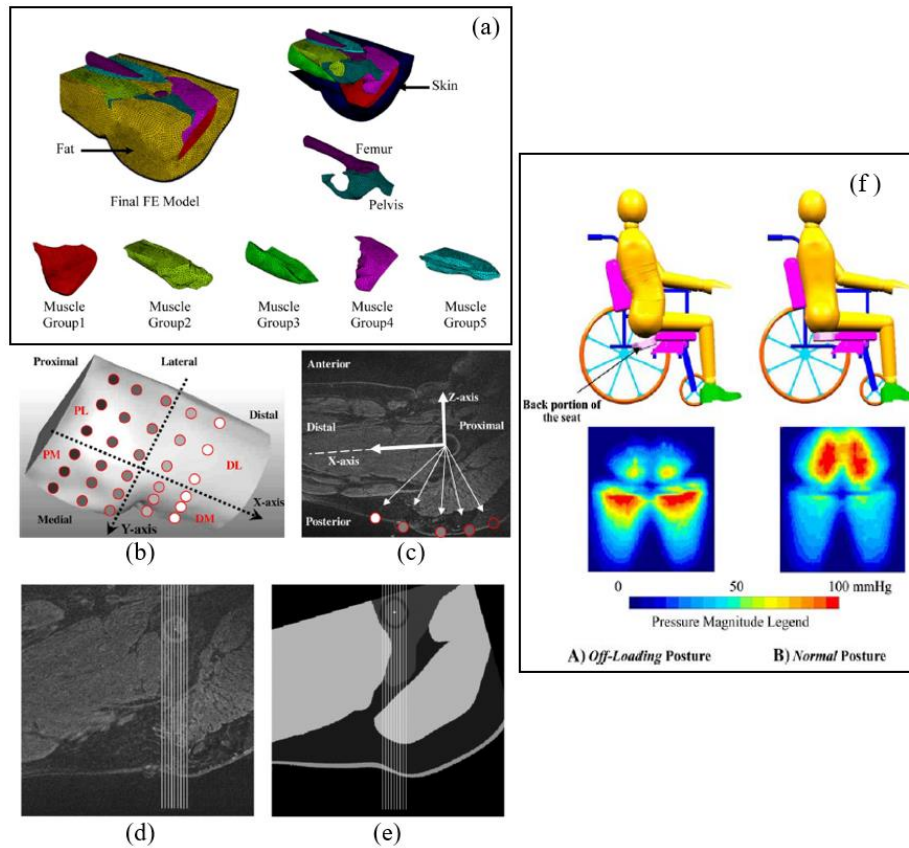 (a)
Skin
Fat
Femur
Final FE Model
Pelvis
Muscle
Group1
Muscle
Group2
Muscle
Group3
Muscle
Group4
Muscle
Group5
Proximal
Lateral
PL
Distal
PM
DL
X-axis
Medial
Y-axis
DM
(b)
Anterior
Z-axis
Distal
Proximal
X-axis
Posterior
(c)
(d)
(e)
(f )
Back portion of
the seat
0
50
100 mmHg
Pressure Magnitude Legend
A) Off-Loading Posture
B) Normal Posture